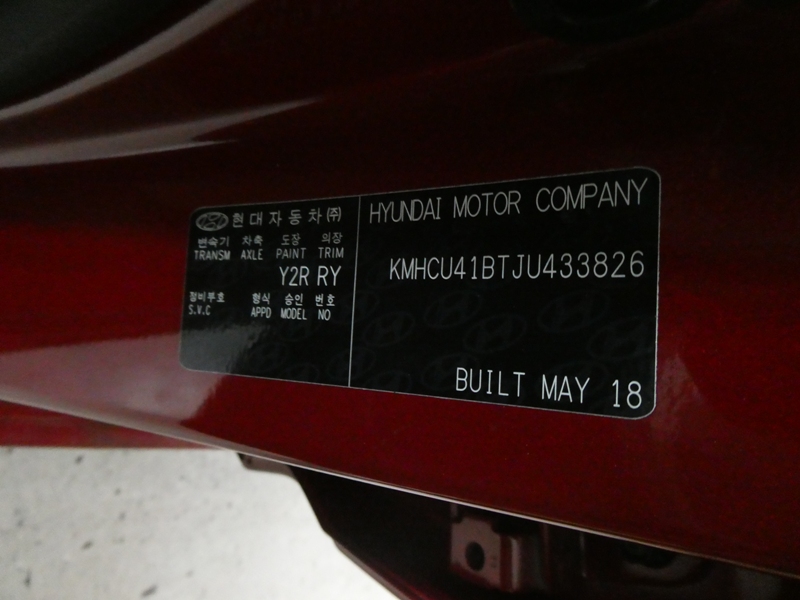 현대자동차㈜
변속기 차축 도장 의장
TRANSM AXLE PAINT TRIM
Y2R RY
정비부호 형식 승인 번호
S.V.C APPD MODEL NO
HYUNDAI MOTOR COMPANY
KMHCU41BTJU433826
BUILT MAY 18